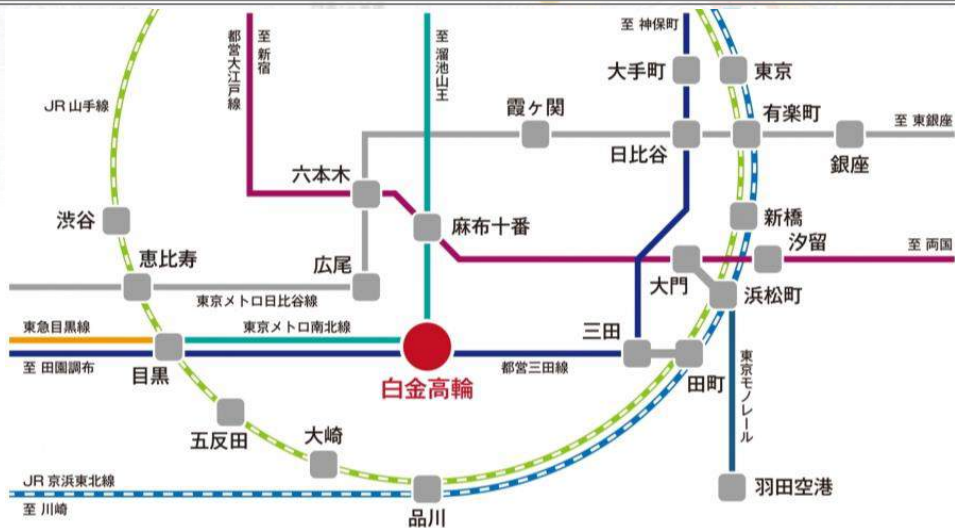 至 新宿
都営大江戸線
至 溜池山王
至 神保町
大手町
東京
JR 山手線
霞ヶ関
有楽町
至 東銀座
日比谷
銀座
六本木
渋谷
麻布十番
新橋
汐留
至 両国
恵比寿
広尾
大門
浜松町
東京メトロ日比谷線
東急目黒線
東京メトロ南北線
三田
至 田園調布
目黒
白金高輪
都営三田線
田町
東京モノレール
五反田
大崎
JR 京浜東北線
至 川崎
品川
羽田空港